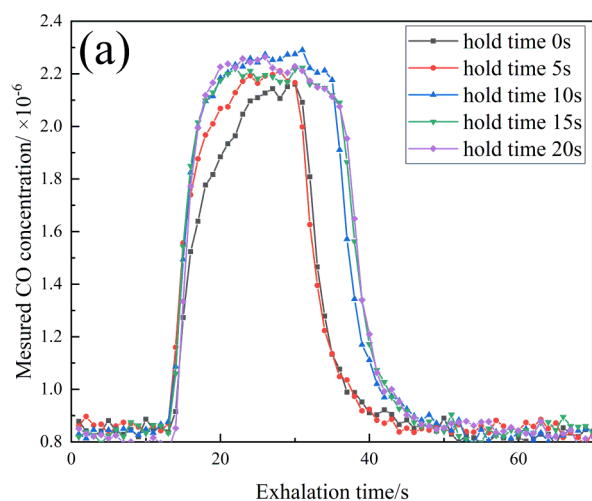 (a)
hold time 0s
hold time 5s
hold time 10s
hold time 15s
hold time 20s
Mesured CO concentration/ ×10⁻⁶
2.4
2.2
2.0
1.8
1.6
1.4
1.2
1.0
0.8
0 20 40 60
Exhalation time/s